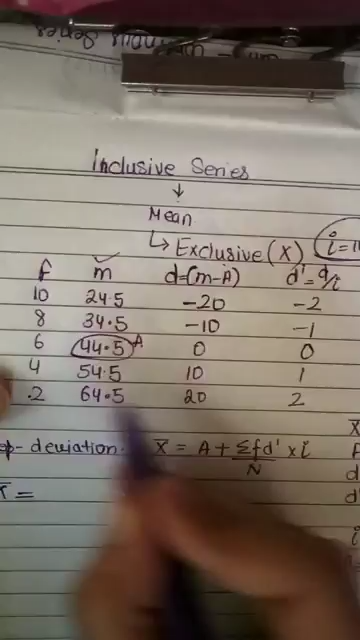 Inclusive Series
↓
Mean
↳ Exclusive (X)
f m d=(m-A) d'=d/i
10 24.5 -20 -2
8 34.5 -10 -1
6 44.5 A 0 0
4 54.5 10 1
2 64.5 20 2
deviation. X̄ = A + Σfd'/N × i
X̄ =